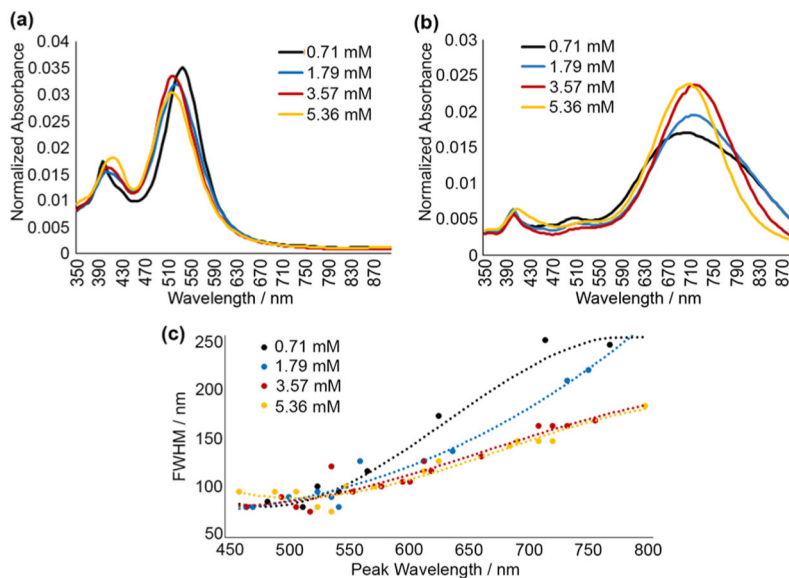 (a)
Normalized Absorbance
0.04
0.035
0.03
0.025
0.02
0.015
0.01
0.005
0
0.71 mM
1.79 mM
3.57 mM
5.36 mM
350 390 430 470 510 550 590 630 670 710 750 790 830 870
Wavelength / nm
(b)
Normalized Absorbance
0.03
0.025
0.02
0.015
0.01
0.005
0
0.71 mM
1.79 mM
3.57 mM
5.36 mM
350 390 430 470 510 550 590 630 670 710 750 790 830 870
Wavelength / nm
(c)
FWHM / nm
250
200
150
100
50
0.71 mM
1.79 mM
3.57 mM
5.36 mM
450 500 550 600 650 700 750 800
Peak Wavelength / nm